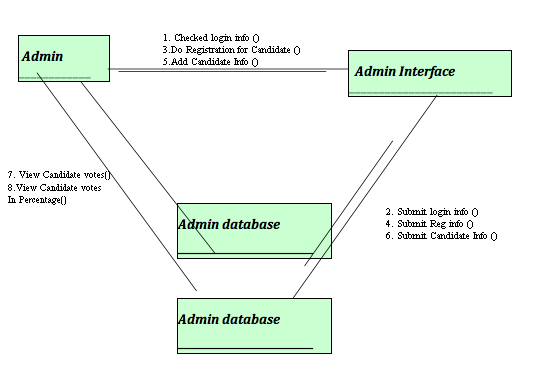 1. Checked login info ()
3.Do Registration for Candidate ()
5.Add Candidate Info ()
Admin
Admin Interface
7. View Candidate votes()
8.View Candidate votes
In Percentage()
2. Submit login info ()
4. Submit Reg info ()
6. Submit Candidate Info ()
Admin database
Admin database